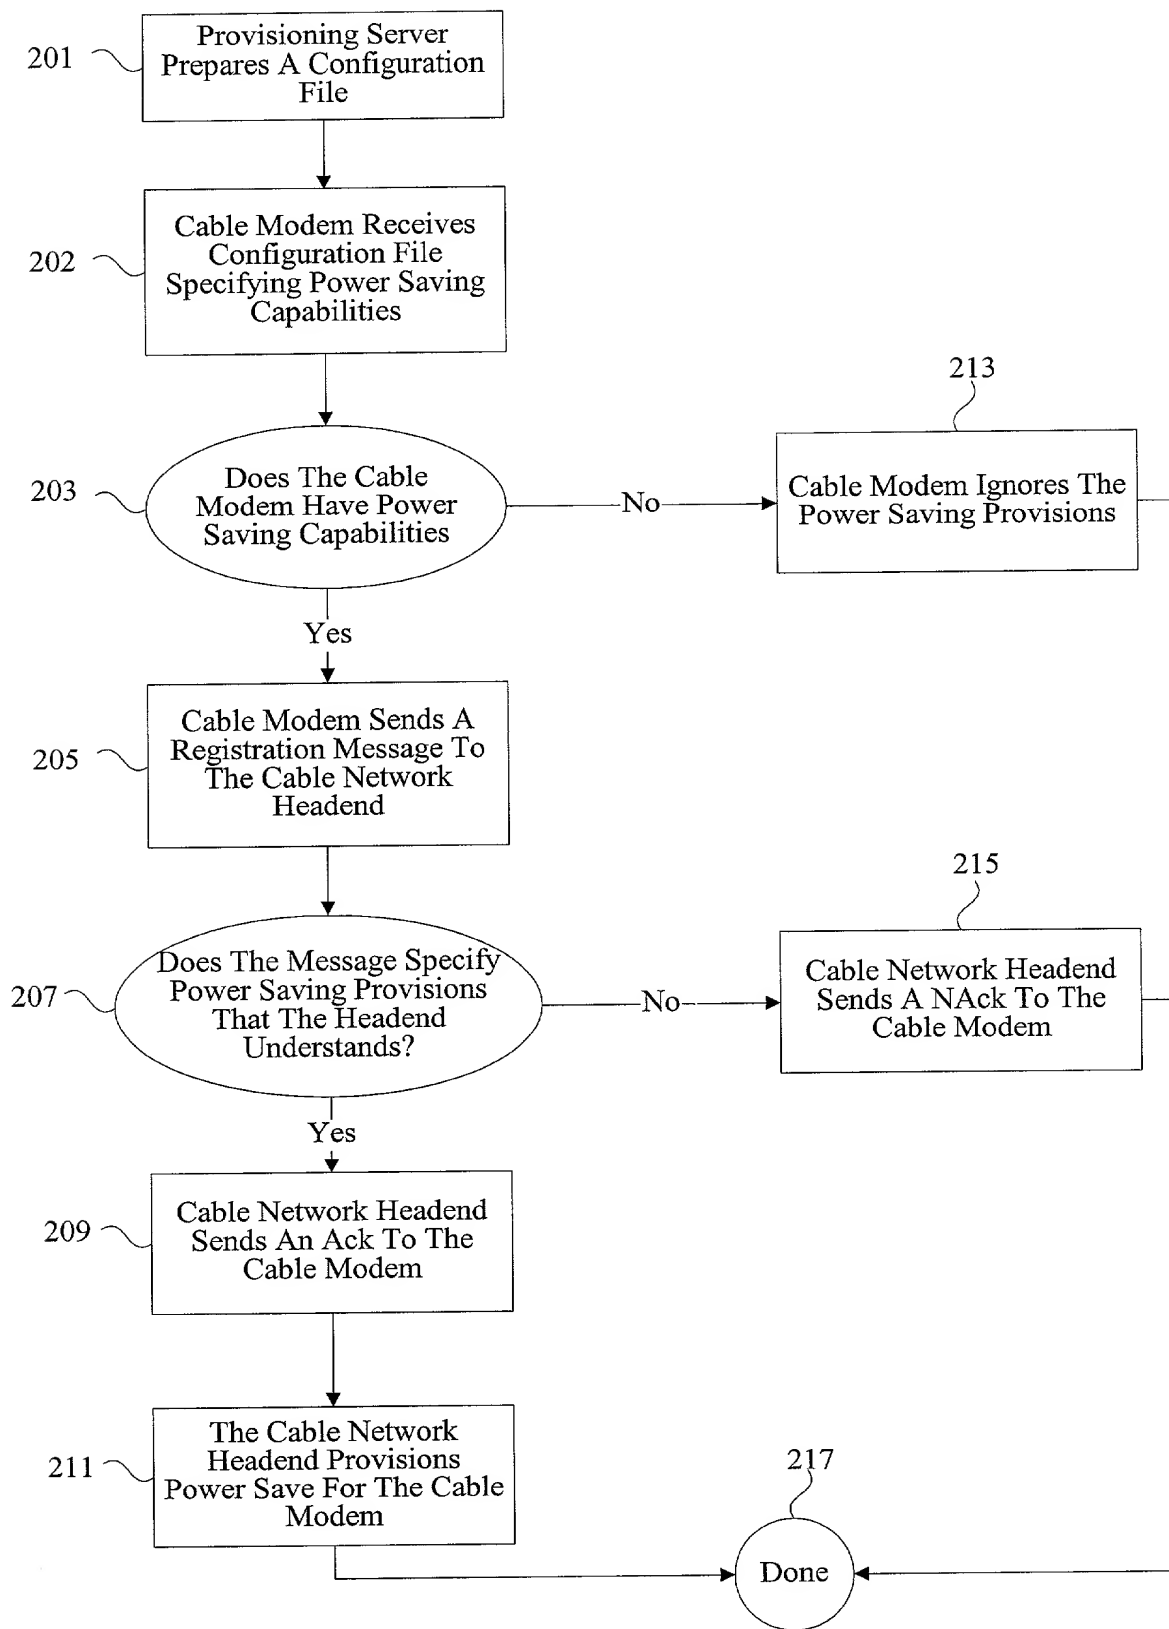 201
Provisioning Server
Prepares A Configuration
File
202
Cable Modem Receives
Configuration File
Specifying Power Saving
Capabilities
203
Does The Cable
Modem Have Power
Saving Capabilities
No
213
Cable Modem Ignores The
Power Saving Provisions
Yes
205
Cable Modem Sends A
Registration Message To
The Cable Network
Headend
207
Does The Message Specify
Power Saving Provisions
That The Headend
Understands?
No
215
Cable Network Headend
Sends A NAck To The
Cable Modem
Yes
209
Cable Network Headend
Sends An Ack To The
Cable Modem
211
The Cable Network
Headend Provisions
Power Save For The Cable
Modem
217
Done